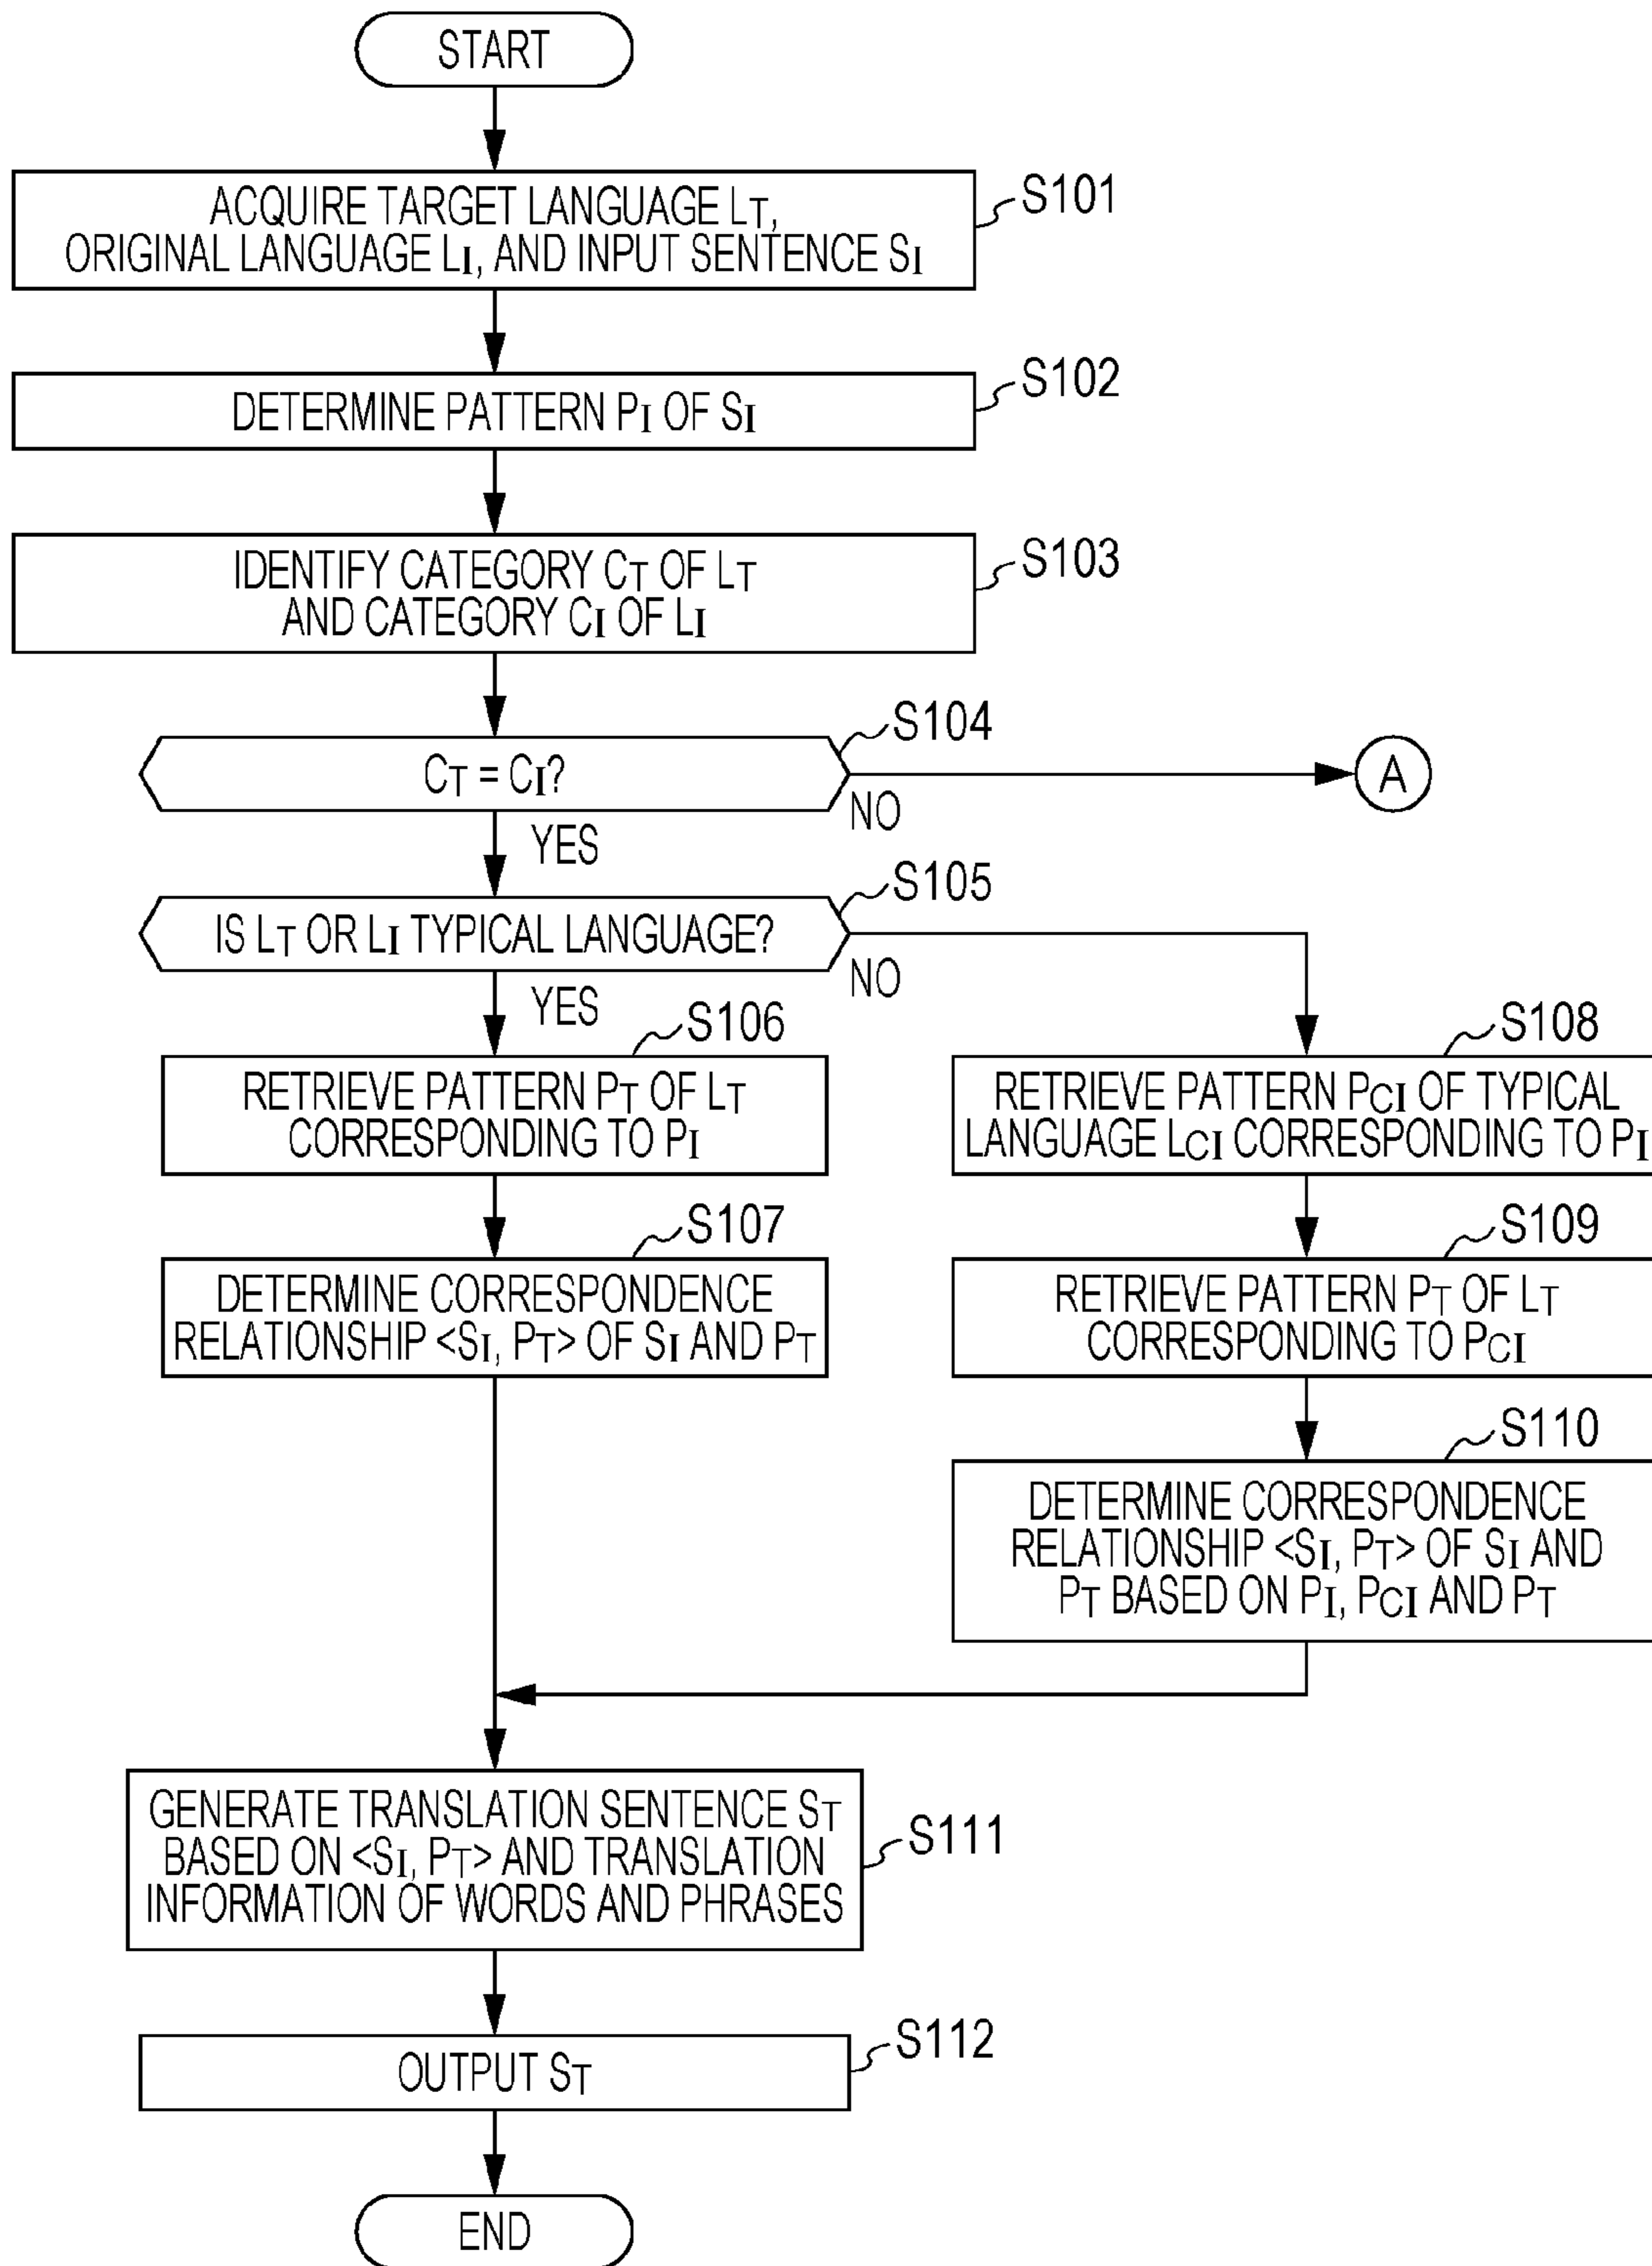 START
ACQUIRE TARGET LANGUAGE LT,
ORIGINAL LANGUAGE LI, AND INPUT SENTENCE SI
S101
DETERMINE PATTERN PI OF SI
S102
IDENTIFY CATEGORY CT OF LT
AND CATEGORY CI OF LI
S103
CT = CI?
S104
NO
A
YES
IS LT OR LI TYPICAL LANGUAGE?
S105
NO
YES
S106
RETRIEVE PATTERN PT OF LT
CORRESPONDING TO PI
S107
DETERMINE CORRESPONDENCE
RELATIONSHIP <SI, PT> OF SI AND PT
S108
RETRIEVE PATTERN PCI OF TYPICAL
LANGUAGE LCI CORRESPONDING TO PI
S109
RETRIEVE PATTERN PT OF LT
CORRESPONDING TO PCI
S110
DETERMINE CORRESPONDENCE
RELATIONSHIP <SI, PT> OF SI AND
PT BASED ON PI, PCI AND PT
GENERATE TRANSLATION SENTENCE ST
BASED ON <SI, PT> AND TRANSLATION
INFORMATION OF WORDS AND PHRASES
S111
OUTPUT ST
S112
END